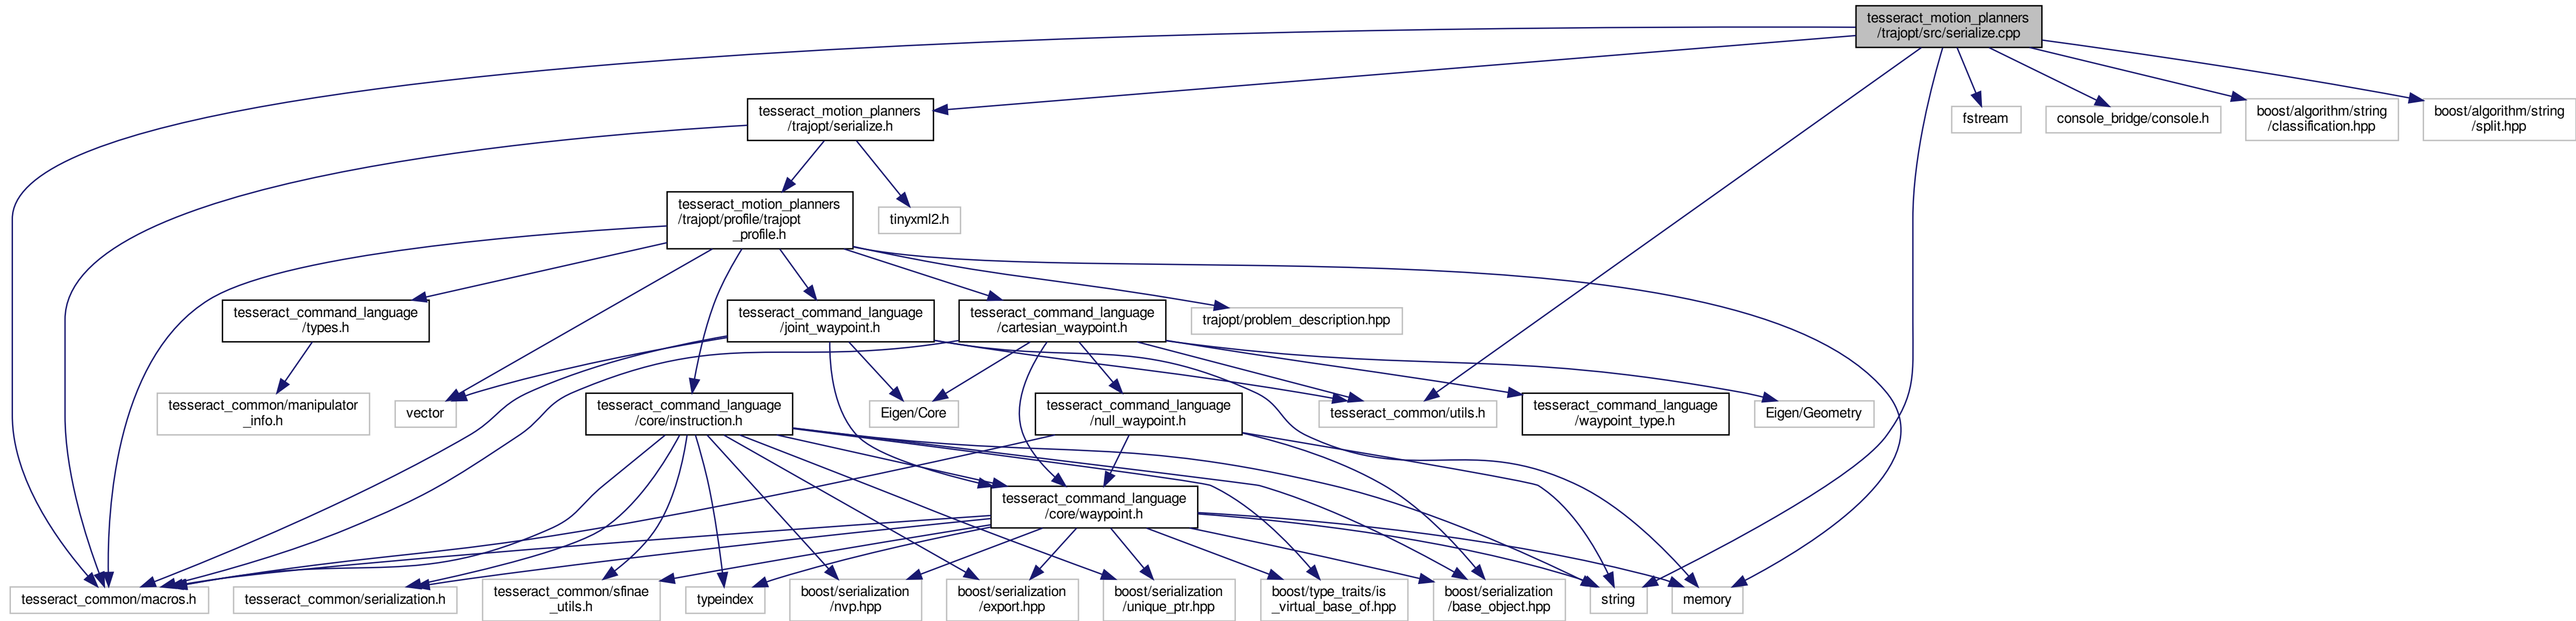 tesseract_motion_planners
/trajopt/src/serialize.cpp
tesseract_motion_planners
/trajopt/serialize.h
fstream
console_bridge/console.h
boost/algorithm/string
/classification.hpp
boost/algorithm/string
/split.hpp
tesseract_motion_planners
/trajopt/profile/trajopt
_profile.h
tinyxml2.h
tesseract_command_language
/types.h
tesseract_command_language
/joint_waypoint.h
tesseract_command_language
/cartesian_waypoint.h
trajopt/problem_description.hpp
tesseract_common/manipulator
_info.h
vector
tesseract_command_language
/core/instruction.h
Eigen/Core
tesseract_command_language
/null_waypoint.h
tesseract_common/utils.h
tesseract_command_language
/waypoint_type.h
Eigen/Geometry
tesseract_command_language
/core/waypoint.h
tesseract_common/macros.h
tesseract_common/serialization.h
tesseract_common/sfinae
_utils.h
typeindex
boost/serialization
/nvp.hpp
boost/serialization
/export.hpp
boost/serialization
/unique_ptr.hpp
boost/type_traits/is
_virtual_base_of.hpp
boost/serialization
/base_object.hpp
string
memory